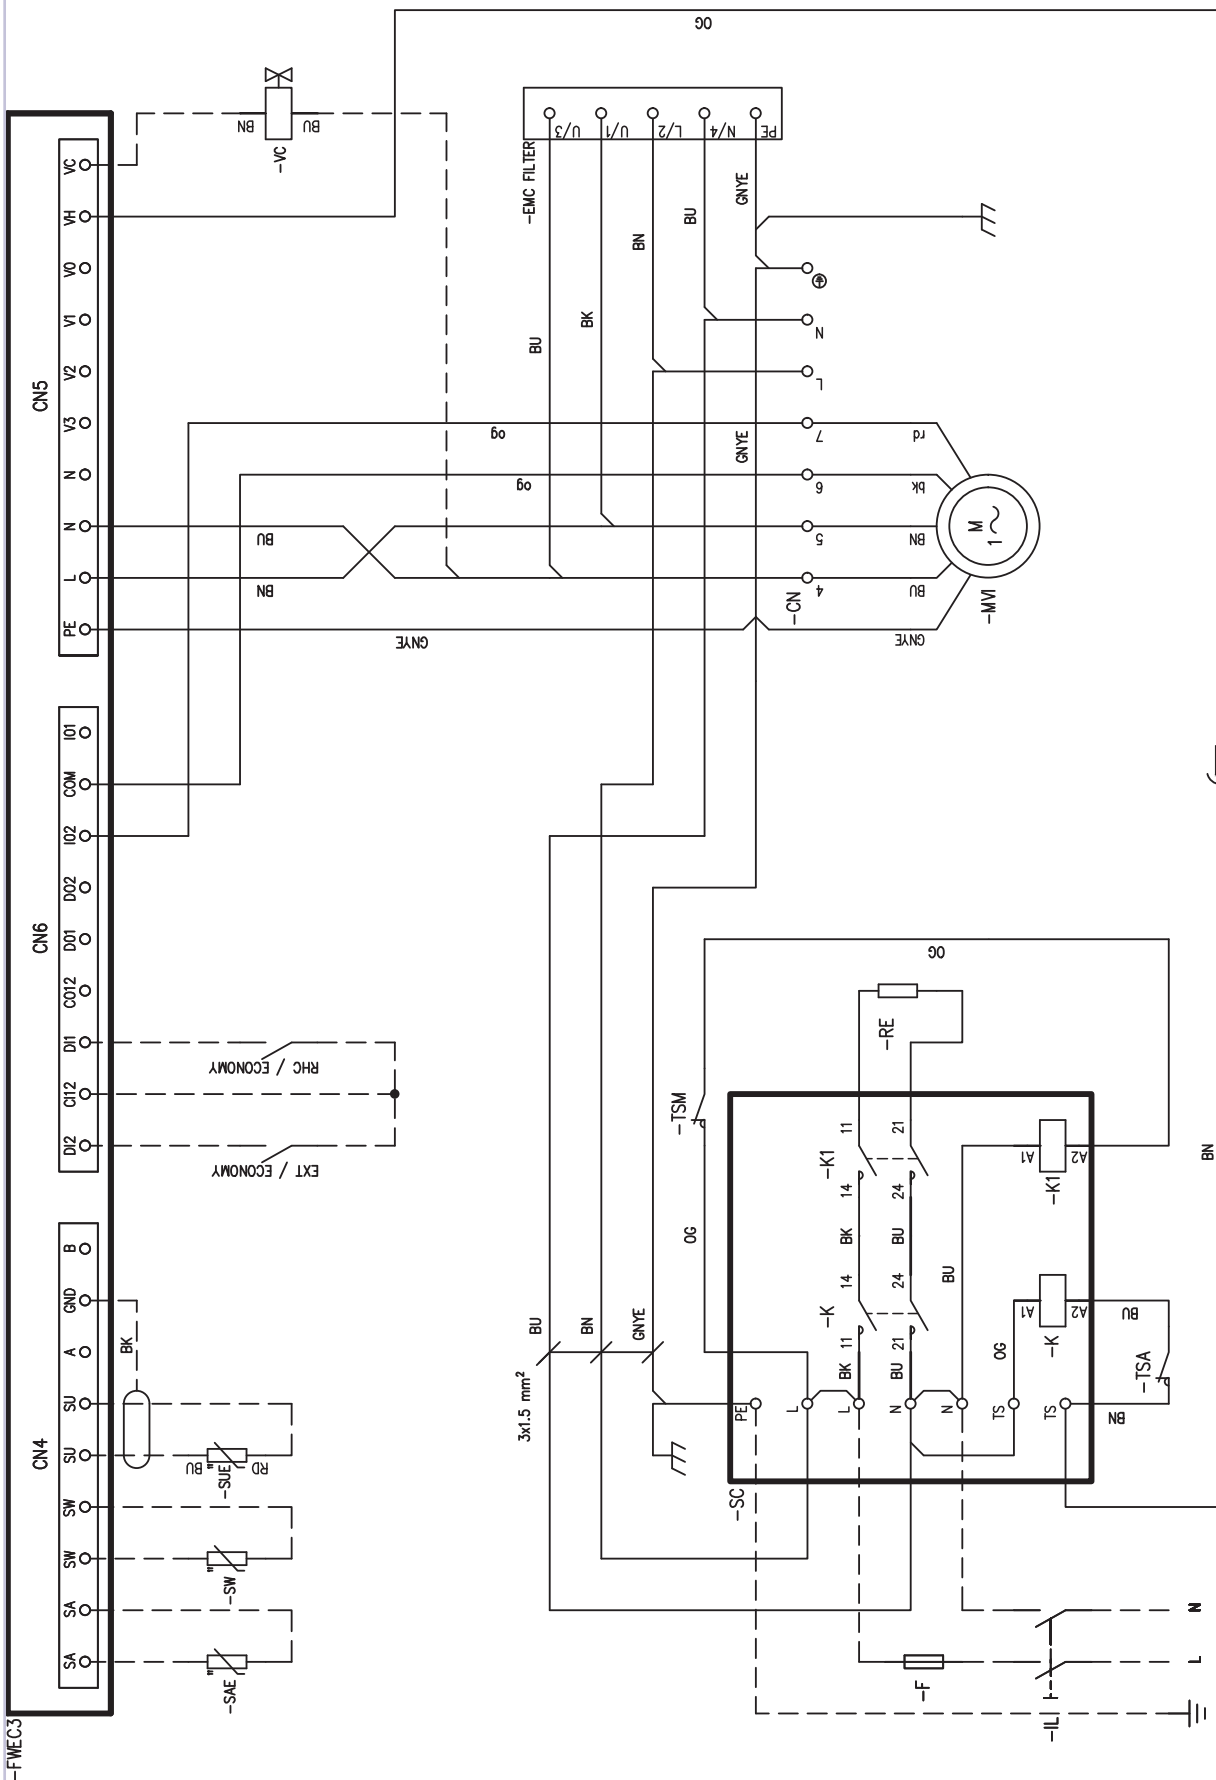 -FWEC3
CN4
SA
SA
SW
SW
SU
SU
A
GND
B
CN6
DI2
CI12
DI1
CO12
DO1
DO2
IO2
COM
IO1
CN5
PE
L
N
N
V3
V2
V1
V0
VH
VC
-SAE
-SW
-SUE
BU
RD
BK
EXT / ECONOMY
RHC / ECONOMY
GNYE
BN
BU
BN
BU
-VC
OG
-EMC FILTER
U/3
U/1
L/2
N/4
PE
BU
BK
BN
BU
GNYE
GNYE
og
og
-CN
4
5
6
7
L
N
GNYE
BU
BN
bk
rd
-MVI
M
1
3x1.5 mm²
BU
BN
GNYE
OG
-TSM
OG
-SC
PE
L
L
N
N
TS
TS
BK
BU
11
21
-K
14
24
BK
BU
14
24
-K1
11
21
-RE
BU
OG
A1
A2
-K
A1
A2
-K1
BU
-TSA
BN
BN
-F
-IL
L
N